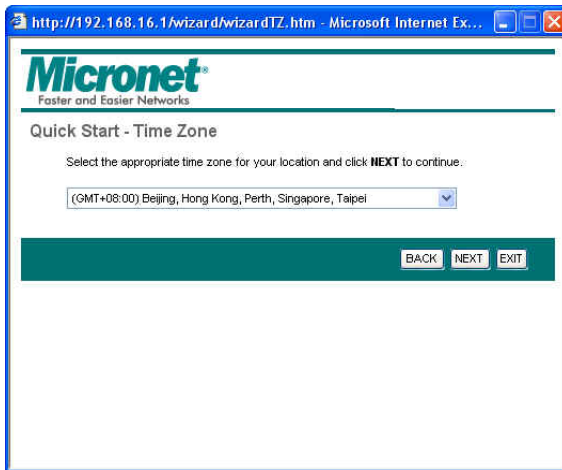 http://192.168.16.1/wizard/wizardTZ.htm - Microsoft Internet Ex...
Micronet®
Faster and Easier Networks
Quick Start - Time Zone
Select the appropriate time zone for your location and click NEXT to continue.
(GMT+08:00) Beijing, Hong Kong, Perth, Singapore, Taipei
BACK NEXT EXIT